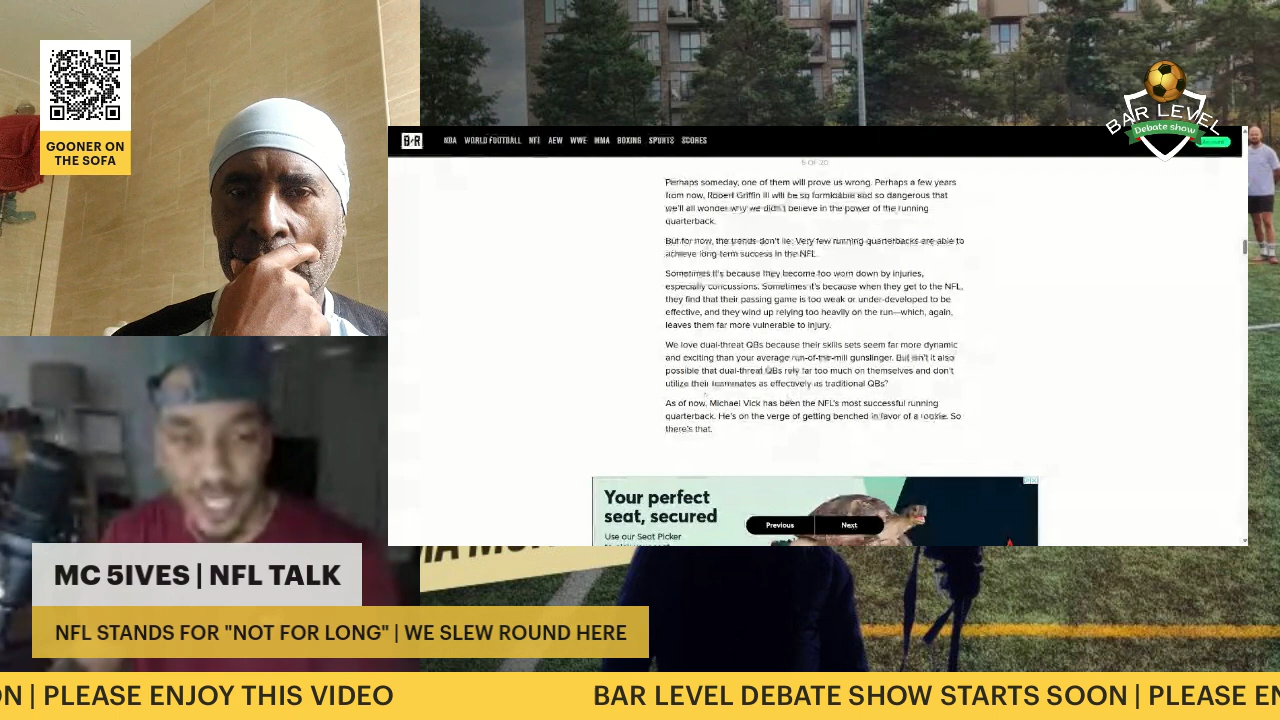 GOONER ON
THE SOFA
BAR LEVEL
Debate show
B/R
NBA WORLD FOOTBALL NFL AEW WWE MMA BOXING SPORTS SCORES
Account
5 OF 20
Perhaps someday, one of them will prove us wrong. Perhaps a few years
from now, Robert Griffin III will be so formidable and so dangerous that
we'll all wonder why we didn't believe in the power of the running
quarterback.
But for now, the trends don't lie: Very few running quarterbacks are able to
achieve long-term success in the NFL.
Sometimes it's because they become too worn down by injuries,
especially concussions. Sometimes it's because when they get to the NFL,
they find that their passing game is too weak or under-developed to be
effective, and they wind up relying too heavily on the run—which, again,
leaves them far more vulnerable to injury.
We love dual-threat QBs because their skills sets seem far more dynamic
and exciting than your average run-of-the-mill gunslinger. But isn't it also
possible that dual-threat QBs rely far too much on themselves and don't
utilize their teammates as effectively as traditional QBs?
As of now, Michael Vick has been the NFL's most successful running
quarterback. He's on the verge of getting benched in favor of a rookie. So
there's that.
Your perfect
seat, secured
Use our Seat Picker
Previous Next
MC 5IVES | NFL TALK
NFL STANDS FOR "NOT FOR LONG" | WE SLEW ROUND HERE
ON | PLEASE ENJOY THIS VIDEO BAR LEVEL DEBATE SHOW STARTS SOON | PLEASE EN